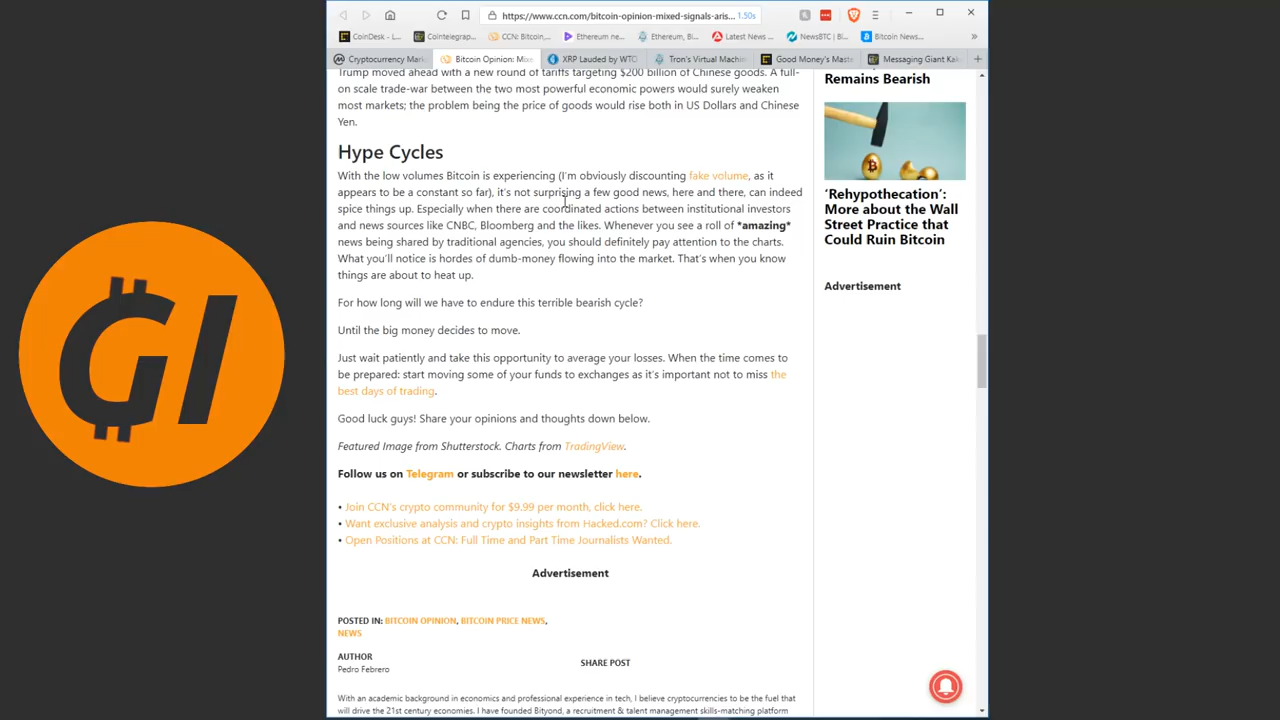 https://www.ccn.com/bitcoin-opinion-mixed-signals-aris... 1.50s
CoinDesk - L... Cointelegrap... CCN: Bitcoin,... Ethereum ne... Ethereum, Bi... Latest News ... NewsBTC | Bi... Bitcoin News... »
Cryptocurrency Mark Bitcoin Opinion: Mixe XRP Lauded by WTO Tron's Virtual Machin Good Money's Maste Messaging Giant Kak
Trump moved ahead with a new round of tariffs targeting $200 billion of Chinese goods. A full-
on scale trade-war between the two most powerful economic powers would surely weaken
most markets; the problem being the price of goods would rise both in US Dollars and Chinese
Yen.
Hype Cycles
With the low volumes Bitcoin is experiencing (I'm obviously discounting fake volume, as it
appears to be a constant so far), it's not surprising a few good news, here and there, can indeed
spice things up. Especially when there are coordinated actions between institutional investors
and news sources like CNBC, Bloomberg and the likes. Whenever you see a roll of *amazing*
news being shared by traditional agencies, you should definitely pay attention to the charts.
What you'll notice is hordes of dumb-money flowing into the market. That's when you know
things are about to heat up.
For how long will we have to endure this terrible bearish cycle?
Until the big money decides to move.
Just wait patiently and take this opportunity to average your losses. When the time comes to
be prepared: start moving some of your funds to exchanges as it's important not to miss the
best days of trading.
Good luck guys! Share your opinions and thoughts down below.
Featured Image from Shutterstock. Charts from TradingView.
Follow us on Telegram or subscribe to our newsletter here.
• Join CCN's crypto community for $9.99 per month, click here.
• Want exclusive analysis and crypto insights from Hacked.com? Click here.
• Open Positions at CCN: Full Time and Part Time Journalists Wanted.
Advertisement
POSTED IN: BITCOIN OPINION, BITCOIN PRICE NEWS,
NEWS
AUTHOR
Pedro Febrero
SHARE POST
With an academic background in economics and professional experience in tech, I believe cryptocurrencies to be the fuel that
will drive the 21st century economies. I have founded Bityond, a recruitment & talent management skills-matching platform
Remains Bearish
‘Rehypothecation’:
More about the Wall
Street Practice that
Could Ruin Bitcoin
Advertisement
GI